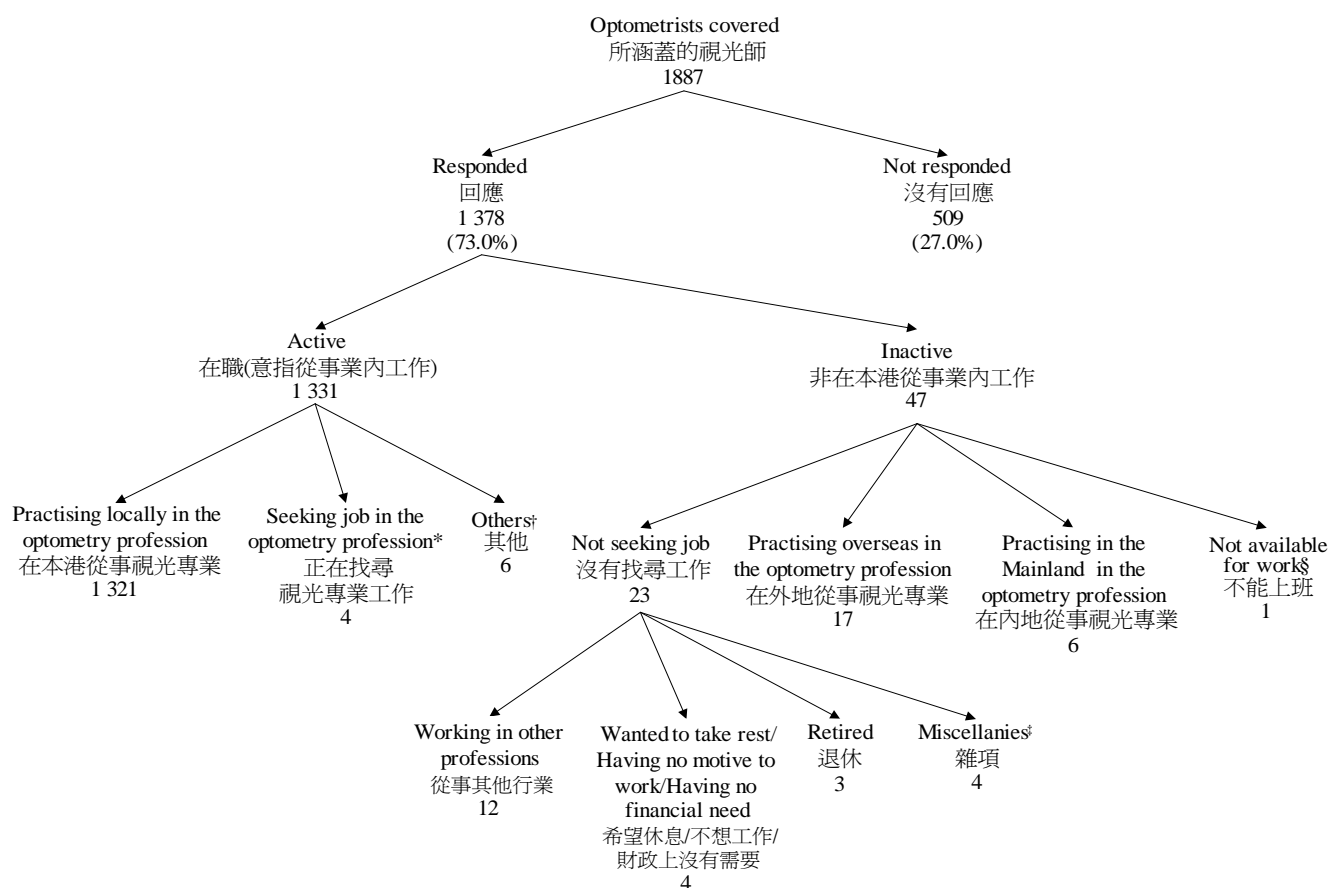 Optometrists covered
所涵蓋的視光師
1887
Responded
回應
1 378
(73.0%)
Not responded
沒有回應
509
(27.0%)
Active
在職(意指從事業內工作)
1 331
Inactive
非在本港從事業內工作
47
Practising locally in the
optometry profession
在本港從事視光專業
1 321
Seeking job in the
optometry profession*
正在找尋
視光專業工作
4
Others†
其他
6
Not seeking job
沒有找尋工作
23
Practising overseas in
the optometry profession
在外地從事視光專業
17
Practising in the
Mainland in the
optometry profession
在內地從事視光專業
6
Not available
for work§
不能上班
1
Working in other
professions
從事其他行業
12
Wanted to take rest/
Having no motive to
work/Having no
financial need
希望休息/不想工作/
財政上沒有需要
4
Retired
退休
3
Miscellanies‡
雜項
4